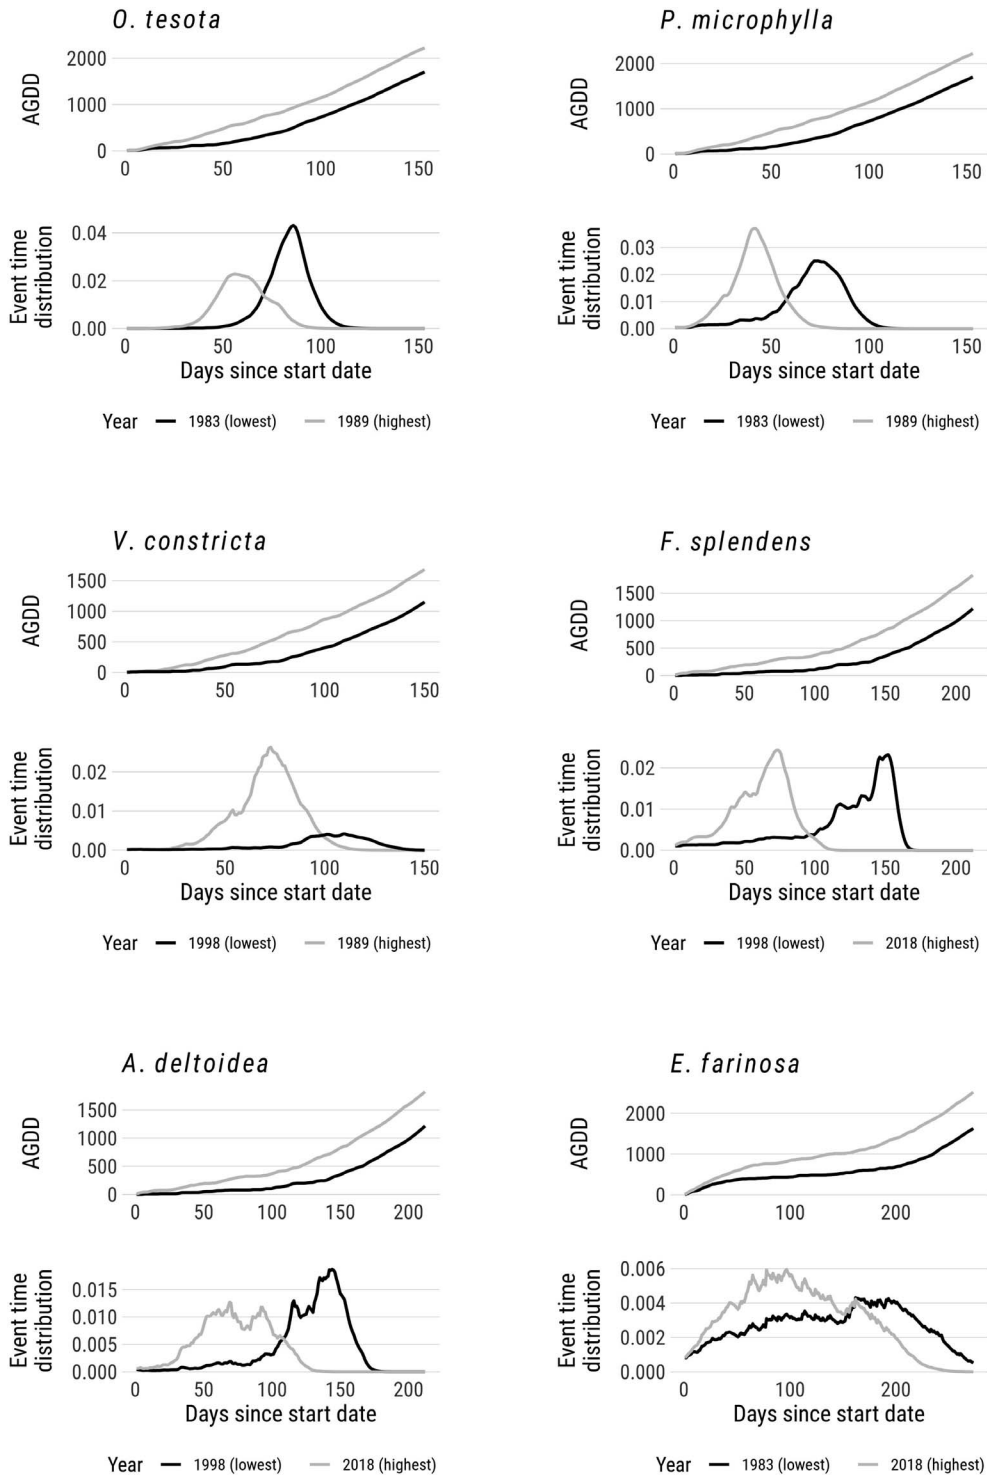 O. tesota
AGDD
2000
1000
0
0 50 100 150
Event time
distribution
0.04
0.02
0.00
0 50 100 150
Days since start date
Year 1983 (lowest) 1989 (highest)
P. microphylla
AGDD
2000
1000
0
0 50 100 150
Event time
distribution
0.03
0.02
0.01
0.00
0 50 100 150
Days since start date
Year 1983 (lowest) 1989 (highest)
V. constricta
AGDD
1500
1000
500
0
0 50 100 150
Event time
distribution
0.02
0.01
0.00
0 50 100 150
Days since start date
Year 1998 (lowest) 1989 (highest)
F. splendens
AGDD
1500
1000
500
0
0 50 100 150 200
Event time
distribution
0.02
0.01
0.00
0 50 100 150 200
Days since start date
Year 1998 (lowest) 2018 (highest)
A. deltoidea
AGDD
1500
1000
500
0
0 50 100 150 200
Event time
distribution
0.015
0.010
0.005
0.000
0 50 100 150 200
Days since start date
Year 1998 (lowest) 2018 (highest)
E. farinosa
AGDD
2000
1000
0
0 100 200
Event time
distribution
0.006
0.004
0.002
0.000
0 100 200
Days since start date
Year 1983 (lowest) 2018 (highest)